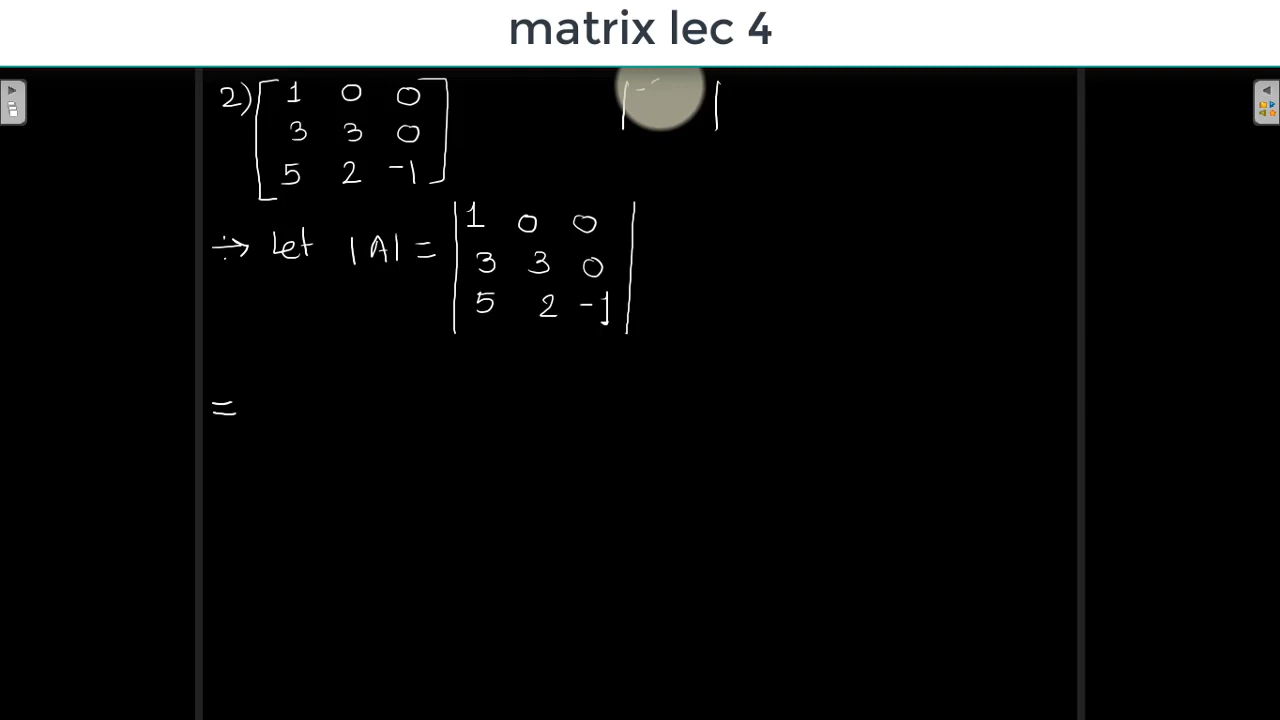 matrix lec 4
2) [ 1 0 0
3 3 0
5 2 -1 ]
∴→ Let |A| = | 1 0 0 |
3 3 0
5 2 -1
=